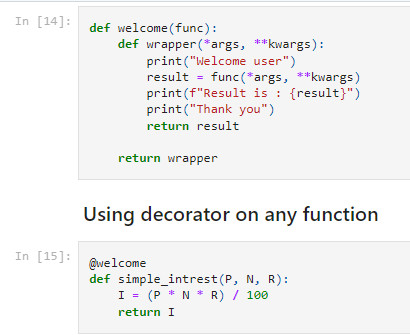 In [14]:
def welcome(func):
    def wrapper(*args, **kwargs):
        print("Welcome user")
        result = func(*args, **kwargs)
        print(f"Result is : {result}")
        print("Thank you")
        return result
    return wrapper
Using decorator on any function
In [15]:
@welcome
def simple_intrest(P, N, R):
    I = (P * N * R) / 100
    return I